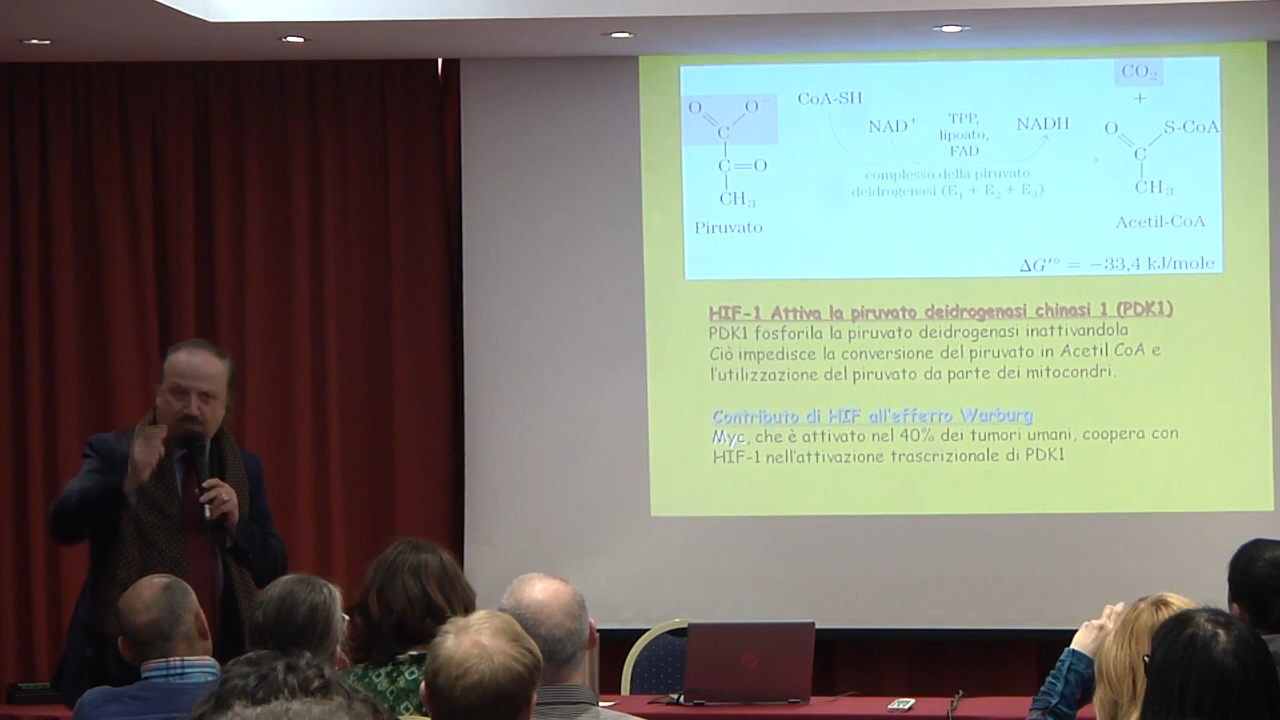 CO₂
+
O O⁻
C
C=O
CH₃
Piruvato
CoA-SH
NAD⁺
TPP,
lipoato,
FAD
NADH
complesso della piruvato
deidrogenasi (E₁ + E₂ + E₃)
O S-CoA
C
CH₃
Acetil-CoA
ΔG′° = −33,4 kJ/mole
HIF-1 Attiva la piruvato deidrogenasi chinasi 1 (PDK1)
PDK1 fosforila la piruvato deidrogenasi inattivandola
Ciò impedisce la conversione del piruvato in Acetil CoA e
l'utilizzazione del piruvato da parte dei mitocondri.
Contributo di HIF all'effetto Warburg
Myc, che è attivato nel 40% dei tumori umani, coopera con
HIF-1 nell'attivazione trascrizionale di PDK1